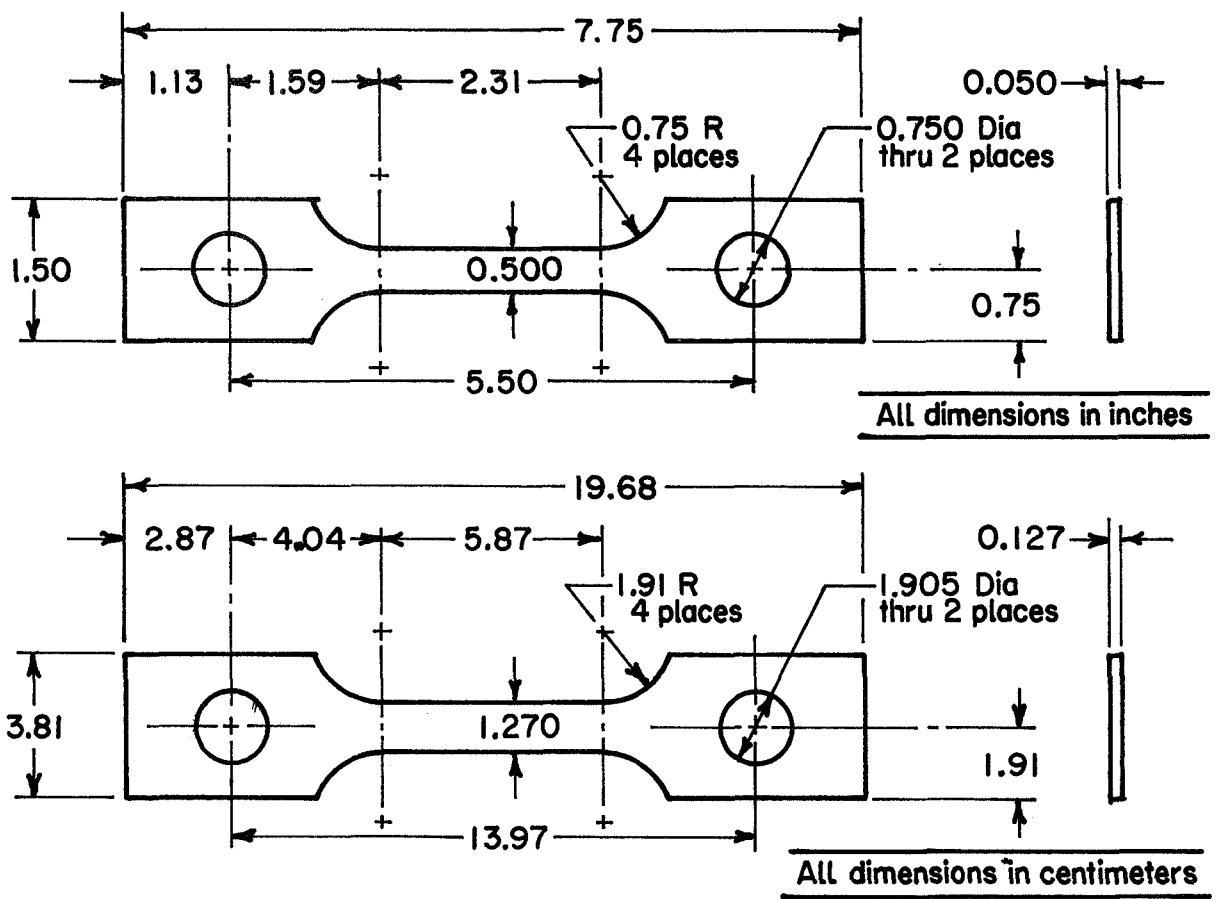 7.75
1.13
1.59
2.31
0.050
0.75 R
4 places
0.750 Dia
thru 2 places
1.50
0.500
0.75
5.50
All dimensions in inches
19.68
2.87
4.04
5.87
0.127
1.91 R
4 places
1.905 Dia
thru 2 places
3.81
1.270
1.91
13.97
All dimensions in centimeters